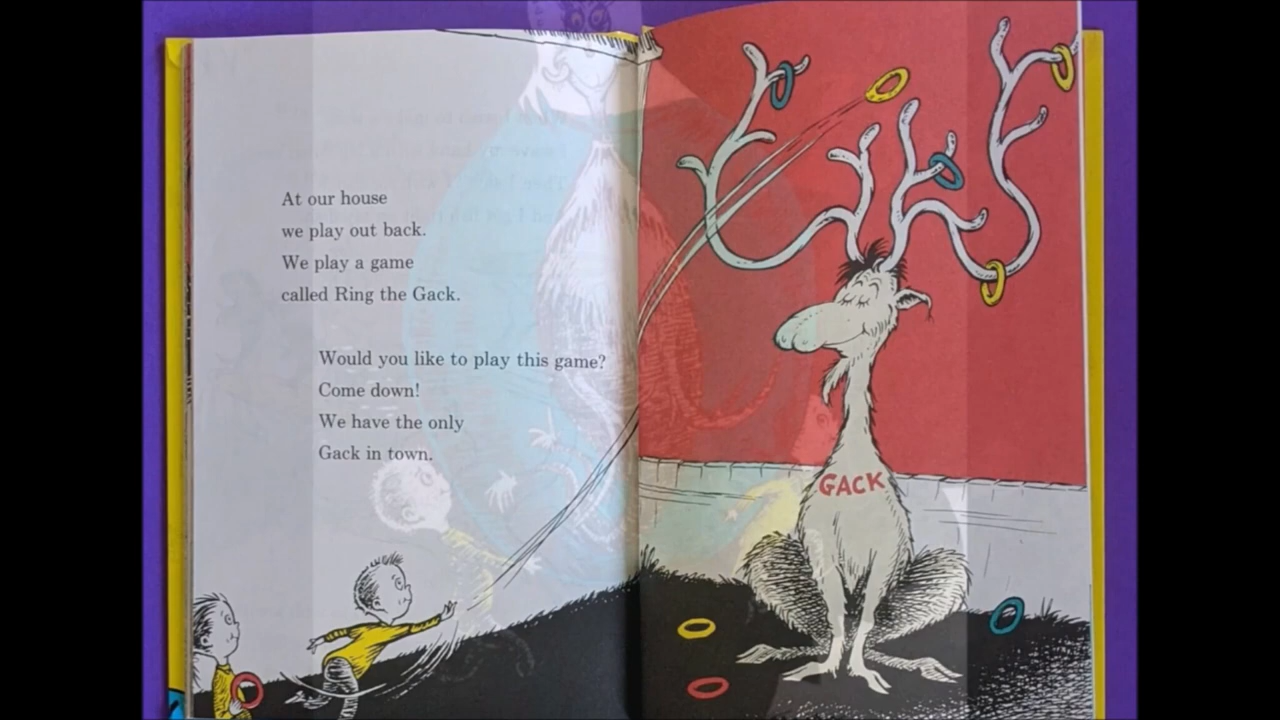 At our house
we play out back.
We play a game
called Ring the Gack.
Would you like to play this game?
Come down!
We have the only
Gack in town.
GACK